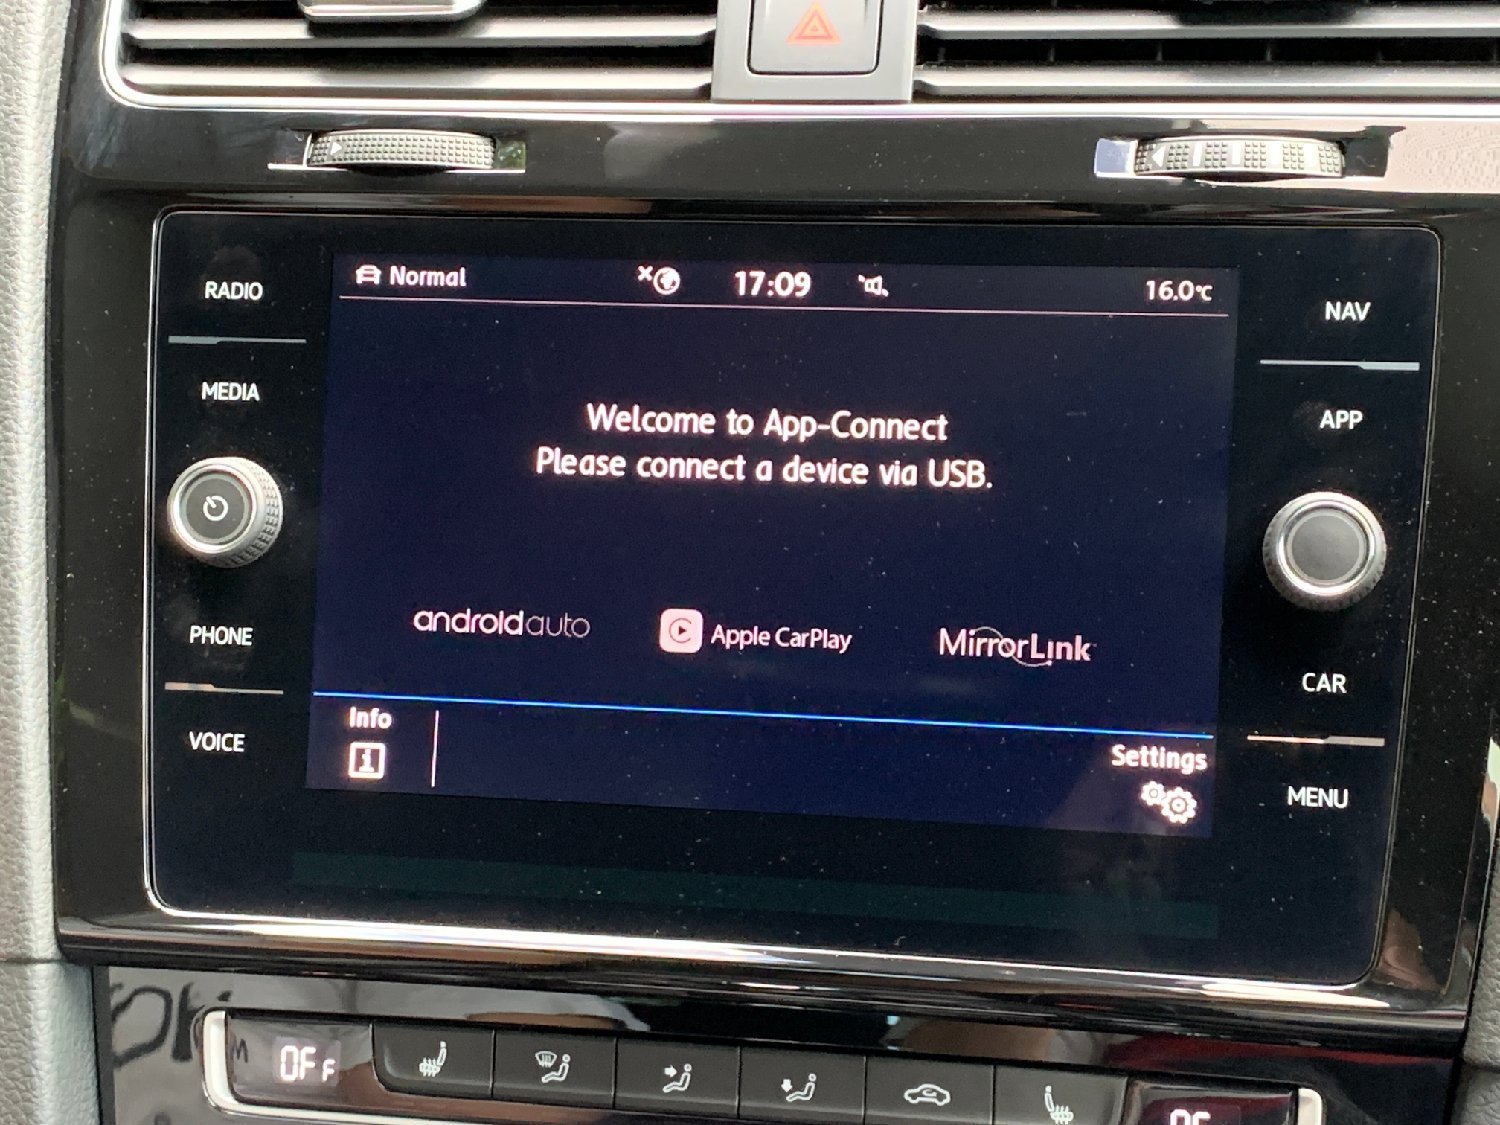 RADIO
MEDIA
PHONE
VOICE
Normal
17:09
16.0°C
Welcome to App-Connect
Please connect a device via USB.
androidauto
Apple CarPlay
MirrorLink
Info
Settings
NAV
APP
CAR
MENU
OFF